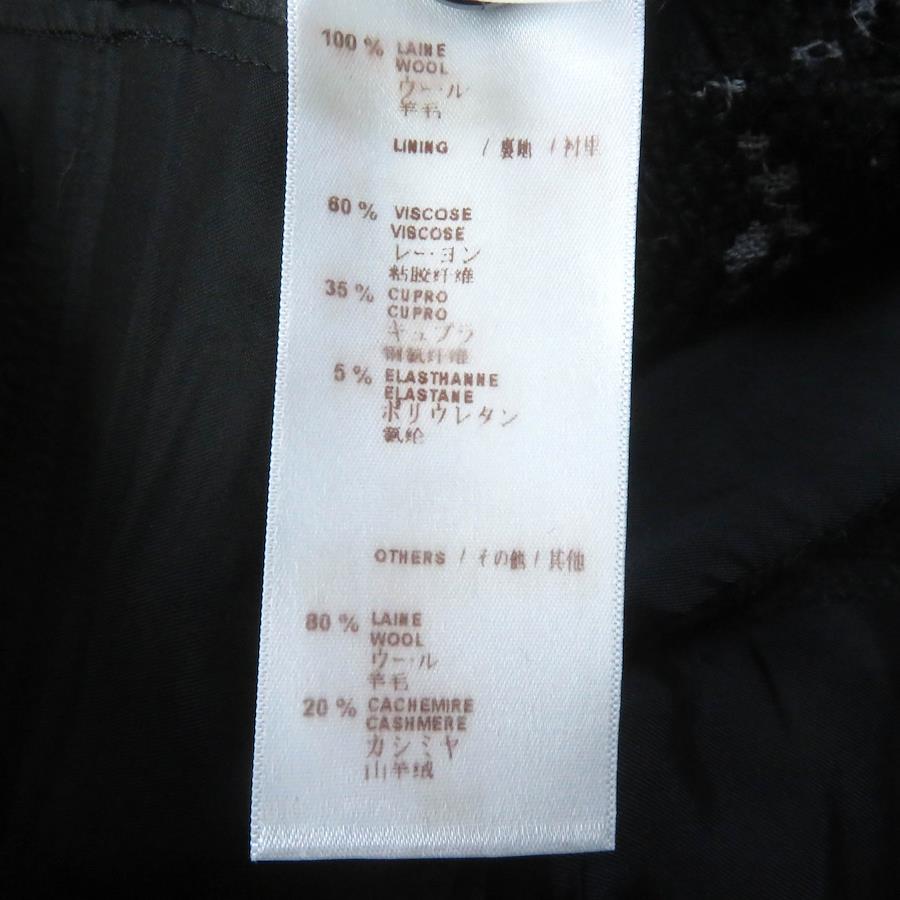 100 % LAINE
WOOL
ウール
羊毛
LINING / 裏地 / 衬里
60 % VISCOSE
VISCOSE
レーヨン
粘胶纤维
35 % CUPRO
CUPRO
キュプラ
铜氨纤维
5 % ELASTHANNE
ELASTANE
ポリウレタン
氨纶
OTHERS / その他 / 其他
80 % LAINE
WOOL
ウール
羊毛
20 % CACHEMIRE
CASHMERE
カシミヤ
山羊绒